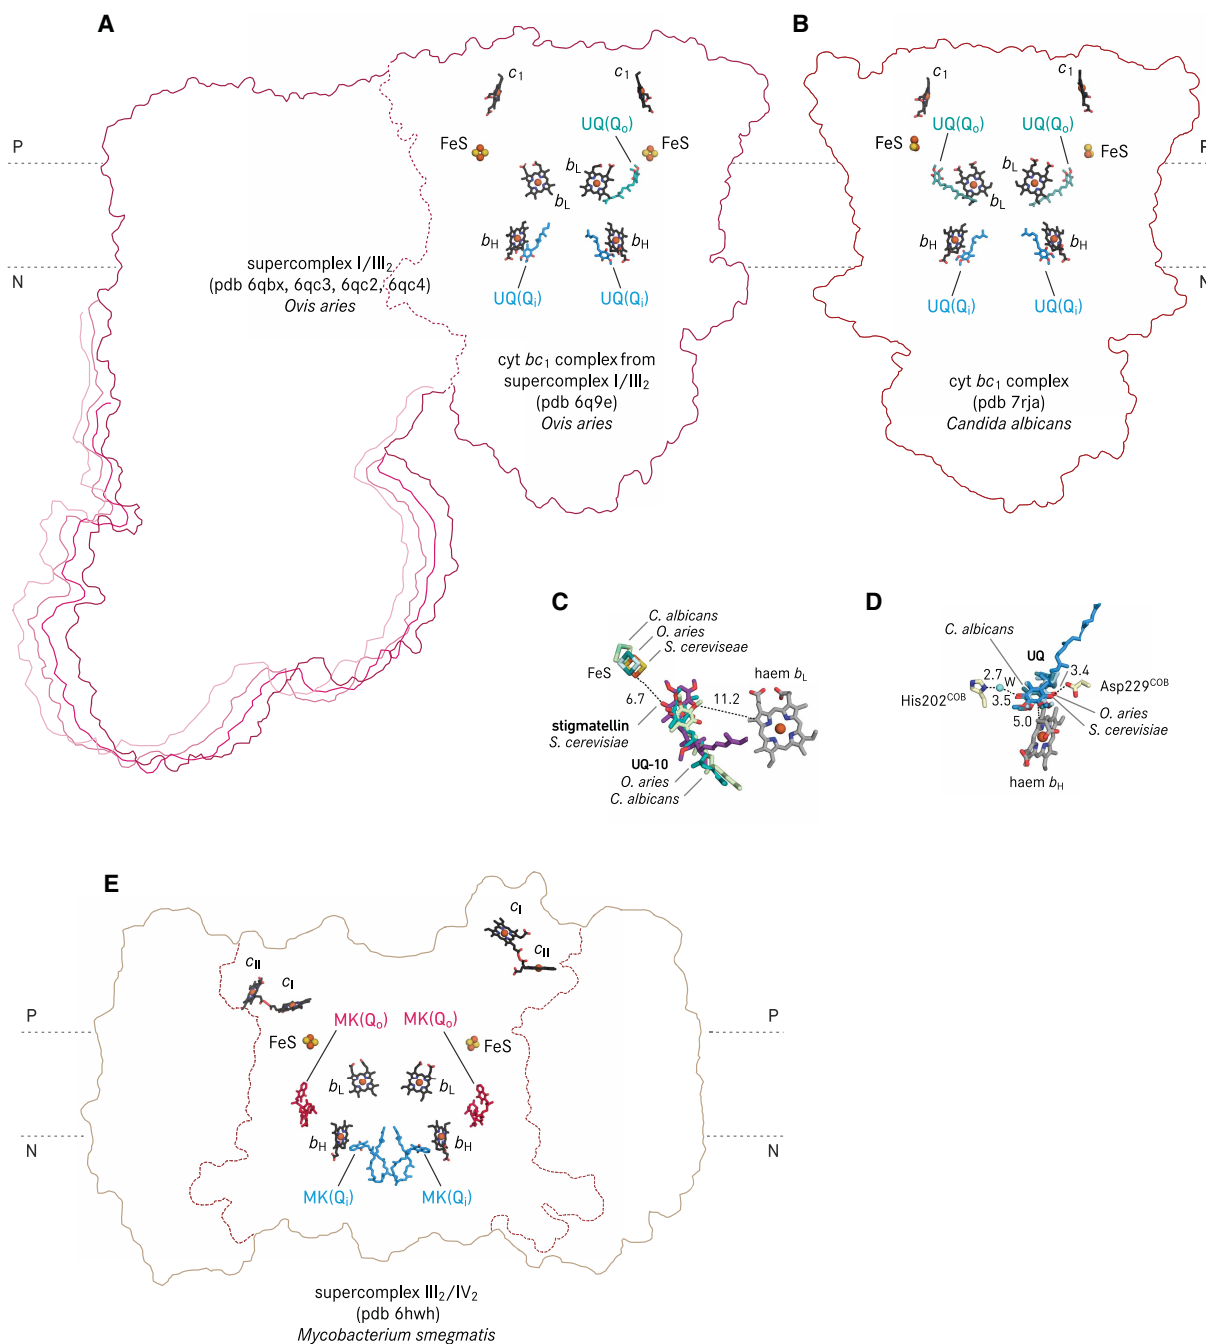 A
B
c1
c1
c1
c1
UQ(Qo)
UQ(Qo)
UQ(Qo)
FeS
FeS
FeS
FeS
P
P
bL
bL
bL
bL
bH
bH
bH
bH
N
N
supercomplex I/III2
(pdb 6qbx, 6qc3, 6qc2, 6qc4)
Ovis aries
UQ(Qi)
UQ(Qi)
UQ(Qi)
UQ(Qi)
cyt bc1 complex from
supercomplex I/III2
(pdb 6q9e)
Ovis aries
cyt bc1 complex
(pdb 7rja)
Candida albicans
C
C. albicans
O. aries
S. cereviseae
FeS
haem bL
6.7
11.2
stigmatellin
S. cerevisiae
UQ-10
O. aries
C. albicans
D
C. albicans
UQ
2.7
W
3.4
His202COB
3.5
Asp229COB
5.0
O. aries
S. cerevisiae
haem bH
E
cI
cII
cII
cI
P
P
MK(Qo)
MK(Qo)
FeS
FeS
bL
bL
bH
bH
N
N
MK(Qi)
MK(Qi)
supercomplex III2/IV2
(pdb 6hwh)
Mycobacterium smegmatis